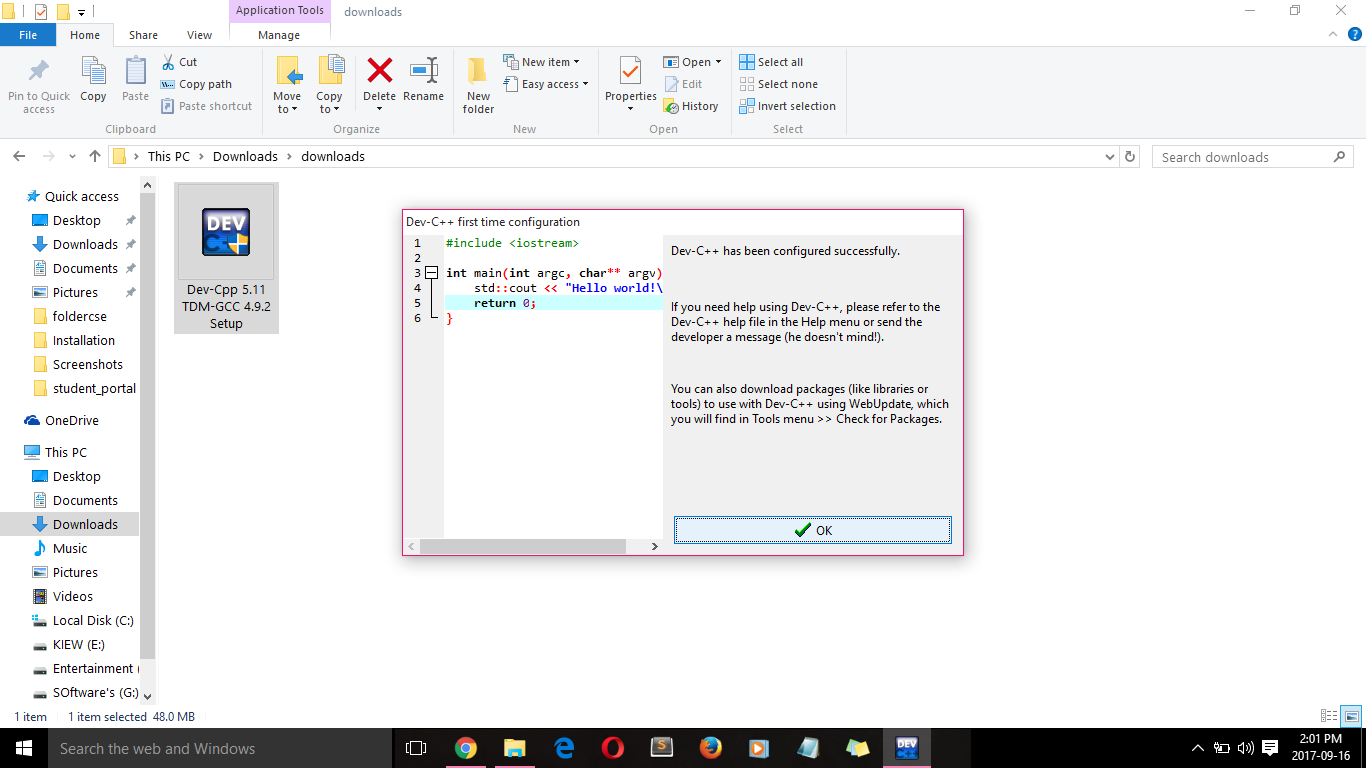 Application Tools
downloads
File
Home
Share
View
Manage
Pin to Quick access
Copy
Paste
Cut
Copy path
Paste shortcut
Clipboard
Move to
Copy to
Delete
Rename
Organize
New folder
New item
Easy access
New
Properties
Open
Edit
History
Open
Select all
Select none
Invert selection
Select
This PC > Downloads > downloads
Search downloads
Quick access
Desktop
Downloads
Documents
Pictures
foldercse
Installation
Screenshots
student_portal
OneDrive
This PC
Desktop
Documents
Downloads
Music
Pictures
Videos
Local Disk (C:)
KIEW (E:)
Entertainment (
SOftware's (G:)
DEV
C++
Dev-Cpp 5.11
TDM-GCC 4.9.2
Setup
Dev-C++ first time configuration
1 #include <iostream>
2
3 int main(int argc, char** argv)
4 std::cout << "Hello world!\
5 return 0;
6 }
Dev-C++ has been configured successfully.
If you need help using Dev-C++, please refer to the
Dev-C++ help file in the Help menu or send the
developer a message (he doesn't mind!).
You can also download packages (like libraries or
tools) to use with Dev-C++ using WebUpdate, which
you will find in Tools menu >> Check for Packages.
OK
1 item 1 item selected 48.0 MB
Search the web and Windows
DEV
2:01 PM
2017-09-16